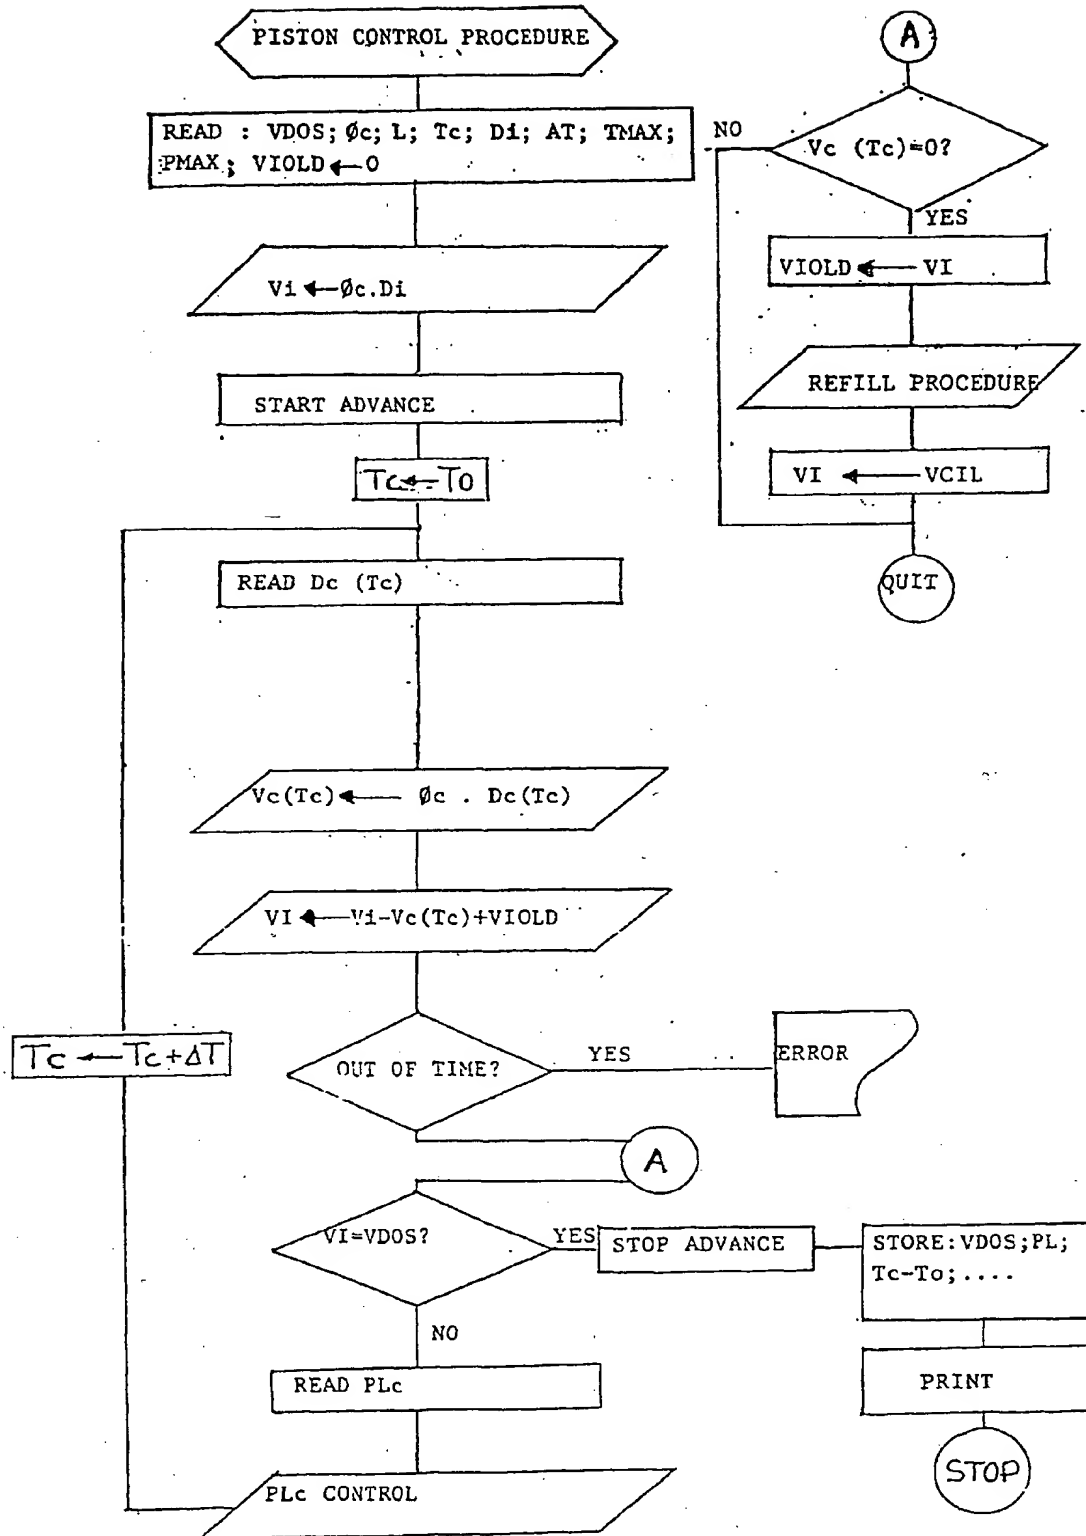 PISTON CONTROL PROCEDURE
READ : VDOS; Øc; L; Tc; Di; AT; TMAX;
PMAX; VIOLD ← 0
Vi ← Øc.Di
START ADVANCE
Tc ← To
READ Dc (Tc)
Vc(Tc) ← Øc . Dc(Tc)
VI ← Vi-Vc(Tc)+VIOLD
Tc ← Tc+ΔT
OUT OF TIME?
YES
ERROR
A
VI=VDOS?
YES
STOP ADVANCE
STORE:VDOS;PL;
Tc-To;....
NO
PRINT
READ PLc
STOP
PLc CONTROL
A
NO
Vc (Tc)=0?
YES
VIOLD ← VI
REFILL PROCEDURE
VI ← VCIL
QUIT